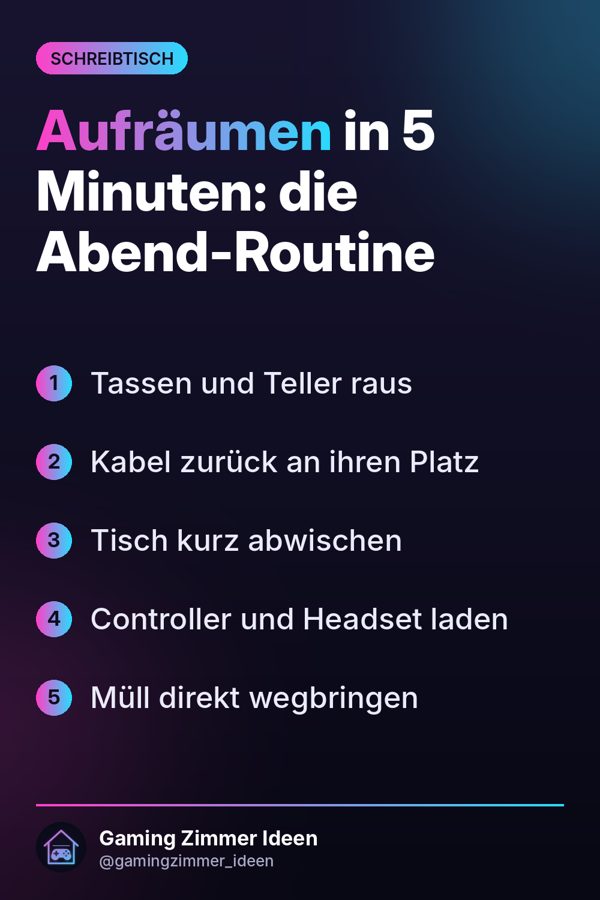 SCHREIBTISCH
Aufräumen in 5
Minuten: die
Abend-Routine
1 Tassen und Teller raus
2 Kabel zurück an ihren Platz
3 Tisch kurz abwischen
4 Controller und Headset laden
5 Müll direkt wegbringen
Gaming Zimmer Ideen
@gamingzimmer_ideen